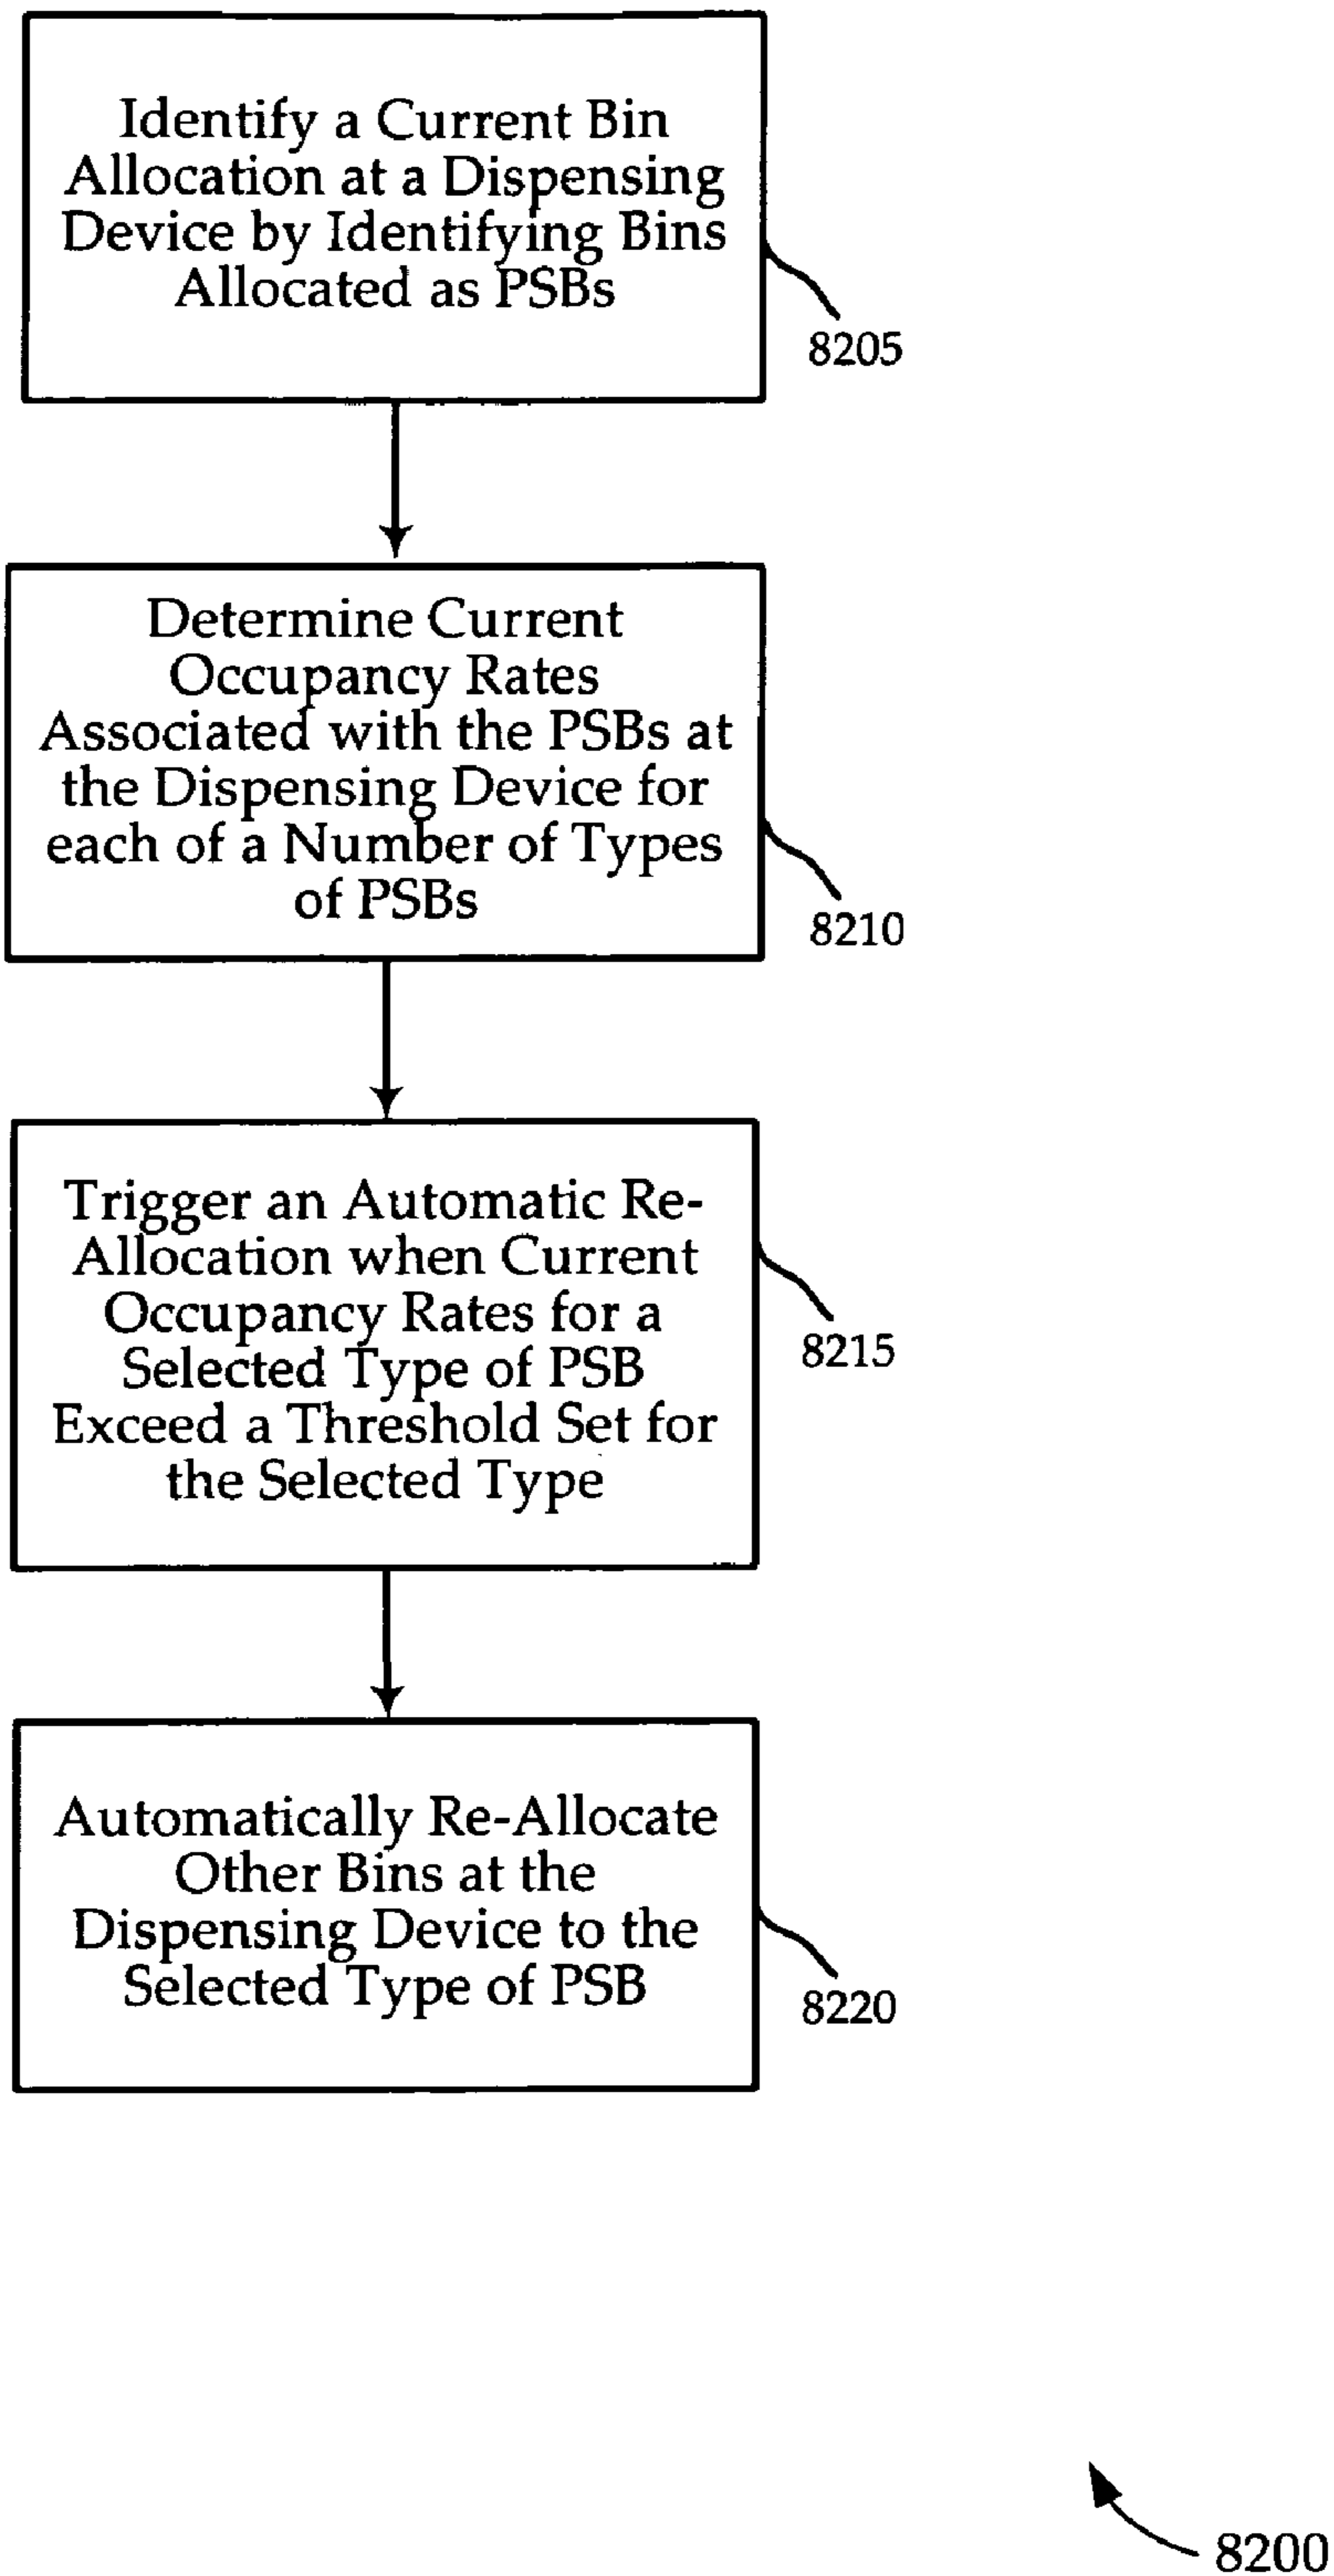 Identify a Current Bin
Allocation at a Dispensing
Device by Identifying Bins
Allocated as PSBs
8205
Determine Current
Occupancy Rates
Associated with the PSBs at
the Dispensing Device for
each of a Number of Types
of PSBs
8210
Trigger an Automatic Re-
Allocation when Current
Occupancy Rates for a
Selected Type of PSB
Exceed a Threshold Set for
the Selected Type
8215
Automatically Re-Allocate
Other Bins at the
Dispensing Device to the
Selected Type of PSB
8220
8200